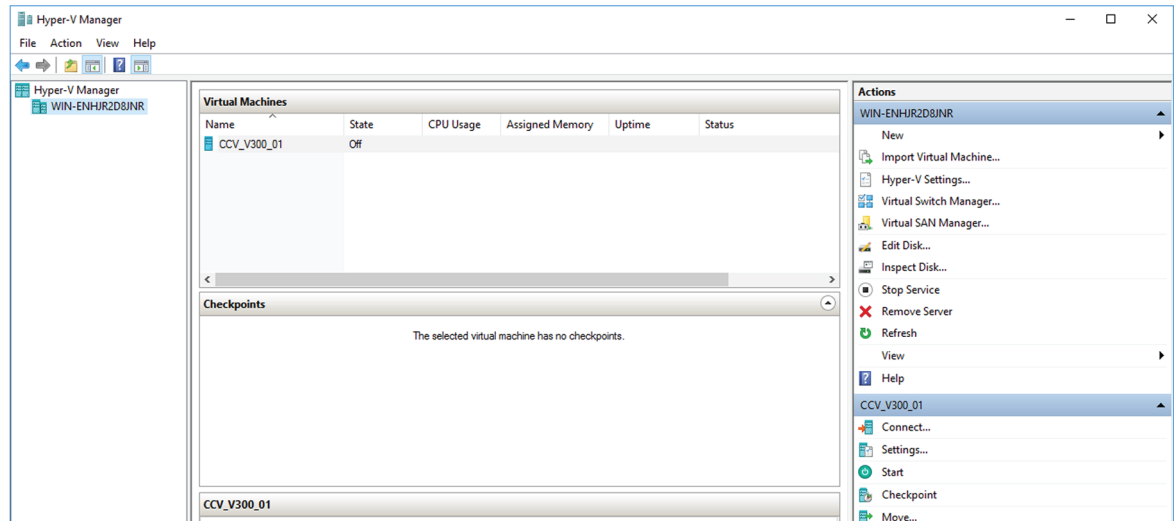 Hyper-V Manager
File Action View Help
Hyper-V Manager
WIN-ENHJR2D8JNR
Virtual Machines
Name State CPU Usage Assigned Memory Uptime Status
CCV_V300_01 Off
Checkpoints
The selected virtual machine has no checkpoints.
CCV_V300_01
Actions
WIN-ENHJR2D8JNR
New
Import Virtual Machine...
Hyper-V Settings...
Virtual Switch Manager...
Virtual SAN Manager...
Edit Disk...
Inspect Disk...
Stop Service
Remove Server
Refresh
View
Help
CCV_V300_01
Connect...
Settings...
Start
Checkpoint
Move...